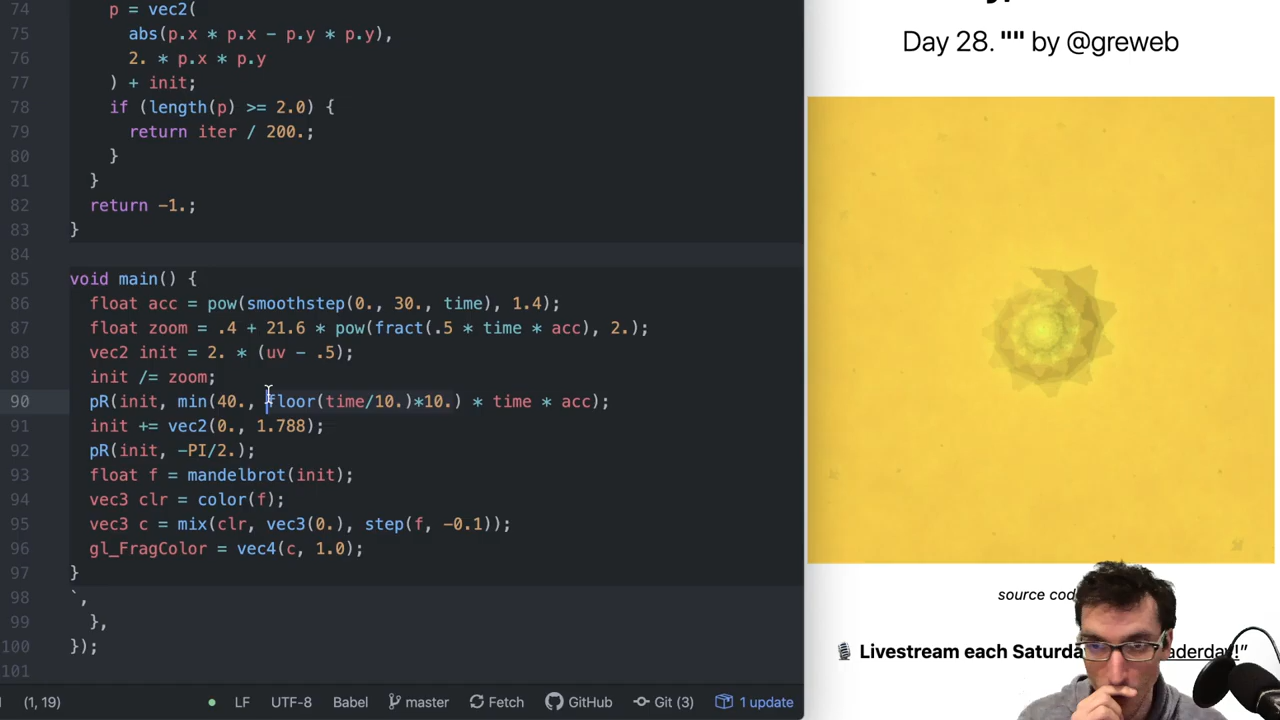 74 p = vec2(
75 abs(p.x * p.x - p.y * p.y),
76 2. * p.x * p.y
77 ) + init;
78 if (length(p) >= 2.0) {
79 return iter / 200.;
80 }
81 }
82 return -1.;
83 }
84
85 void main() {
86 float acc = pow(smoothstep(0., 30., time), 1.4);
87 float zoom = .4 + 21.6 * pow(fract(.5 * time * acc), 2.);
88 vec2 init = 2. * (uv - .5);
89 init /= zoom;
90 pR(init, min(40., floor(time/10.)*10.) * time * acc);
91 init += vec2(0., 1.788);
92 pR(init, -PI/2.);
93 float f = mandelbrot(init);
94 vec3 clr = color(f);
95 vec3 c = mix(clr, vec3(0.), step(f, -0.1));
96 gl_FragColor = vec4(c, 1.0);
97 }
98 `,
99 },
100 });
101
(1, 19) LF UTF-8 Babel master Fetch GitHub Git (3) 1 update
Day 28. "" by @greweb
source cod
🎙️ Livestream each Saturda aderday!”